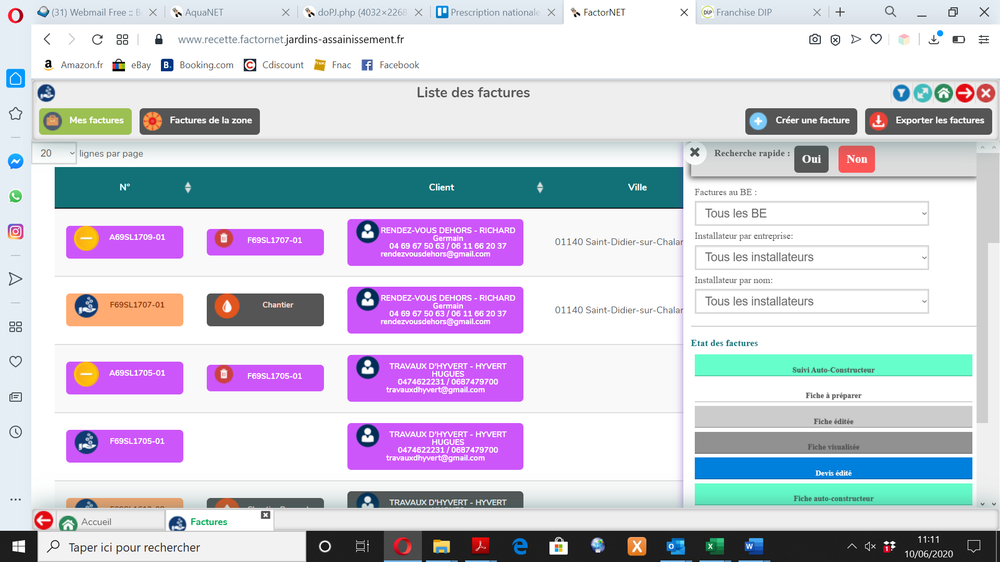 (31) Webmail Free :: B
AquaNET
doPJ.php (4032×2268
Prescription nationale
FactorNET
Franchise DIP
www.recette.factornet.jardins-assainissement.fr
Amazon.fr
eBay
Booking.com
Cdiscount
Fnac
Facebook
Liste des factures
Mes factures
Factures de la zone
Créer une facture
Exporter les factures
20
lignes par page
Recherche rapide :
Oui
Non
N°
Client
Ville
Factures au BE :
Tous les BE
Installateur par entreprise:
Tous les installateurs
Installateur par nom:
Tous les installateurs
A69SL1709-01
F69SL1707-01
RENDEZ-VOUS DEHORS - RICHARD
Germain
04 69 67 50 63 / 06 11 66 20 37
rendezvousdehors@gmail.com
01140 Saint-Didier-sur-Chalar
F69SL1707-01
Chantier
RENDEZ-VOUS DEHORS - RICHARD
Germain
04 69 67 50 63 / 06 11 66 20 37
rendezvousdehors@gmail.com
01140 Saint-Didier-sur-Chalar
A69SL1705-01
F69SL1705-01
TRAVAUX D'HYVERT - HYVERT
HUGUES
0474622231 / 0687479700
travauxdhyvert@gmail.com
F69SL1705-01
TRAVAUX D'HYVERT - HYVERT
HUGUES
0474622231 / 0687479700
travauxdhyvert@gmail.com
TRAVAUX D'HYVERT - HYVERT
Etat des factures
Suivi Auto-Constructeur
Fiche à préparer
Fiche éditée
Fiche visualisée
Devis édité
Fiche auto-constructeur
Accueil
Factures
Taper ici pour rechercher
11:11
10/06/2020